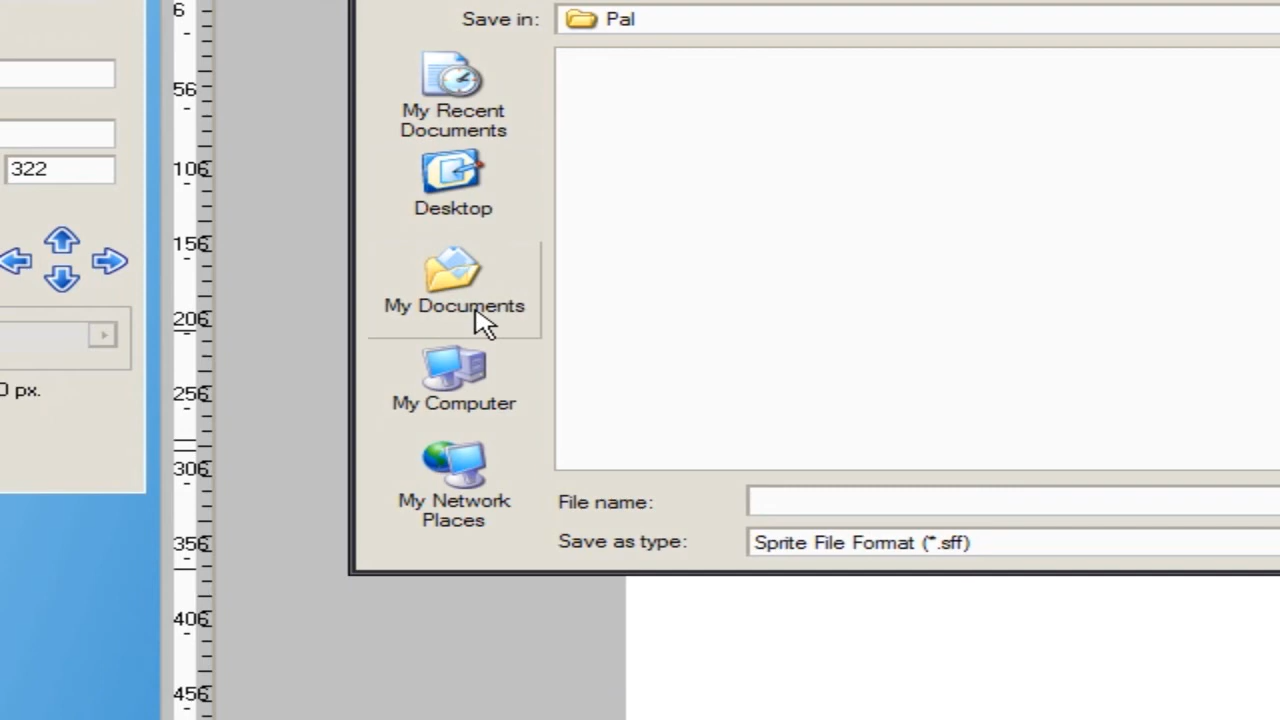 Save in: Pal
My Recent
Documents
Desktop
My Documents
My Computer
My Network
Places
File name:
Save as type: Sprite File Format (*.sff)
322
0 px.
6
56
106
156
206
256
306
356
406
456